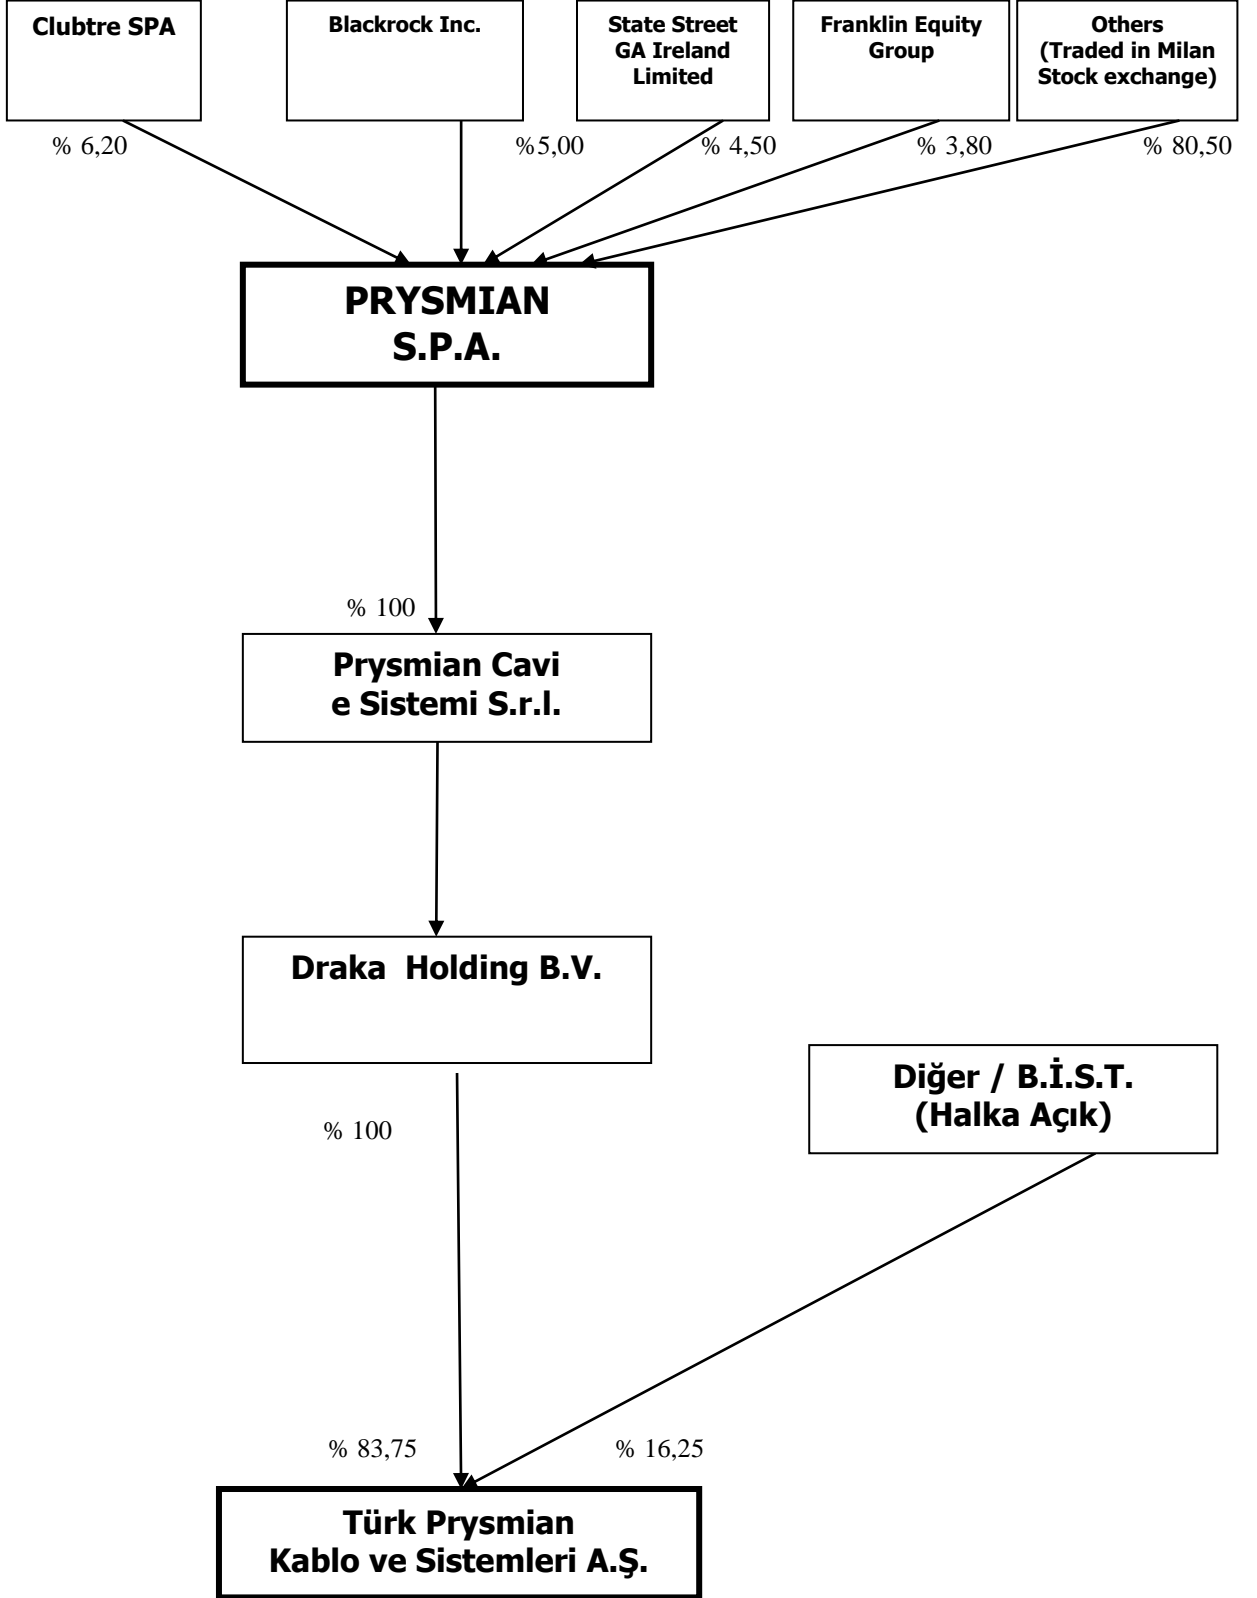 Clubtre SPA
Blackrock Inc.
State Street
GA Ireland
Limited
Franklin Equity
Group
Others
(Traded in Milan
Stock exchange)
% 6,20
%5,00
% 4,50
% 3,80
% 80,50
PRYSMIAN
S.P.A.
% 100
Prysmian Cavi
e Sistemi S.r.l.
Draka  Holding B.V.
Diğer / B.İ.S.T.
(Halka Açık)
% 100
% 83,75
% 16,25
Türk Prysmian
Kablo ve Sistemleri A.Ş.